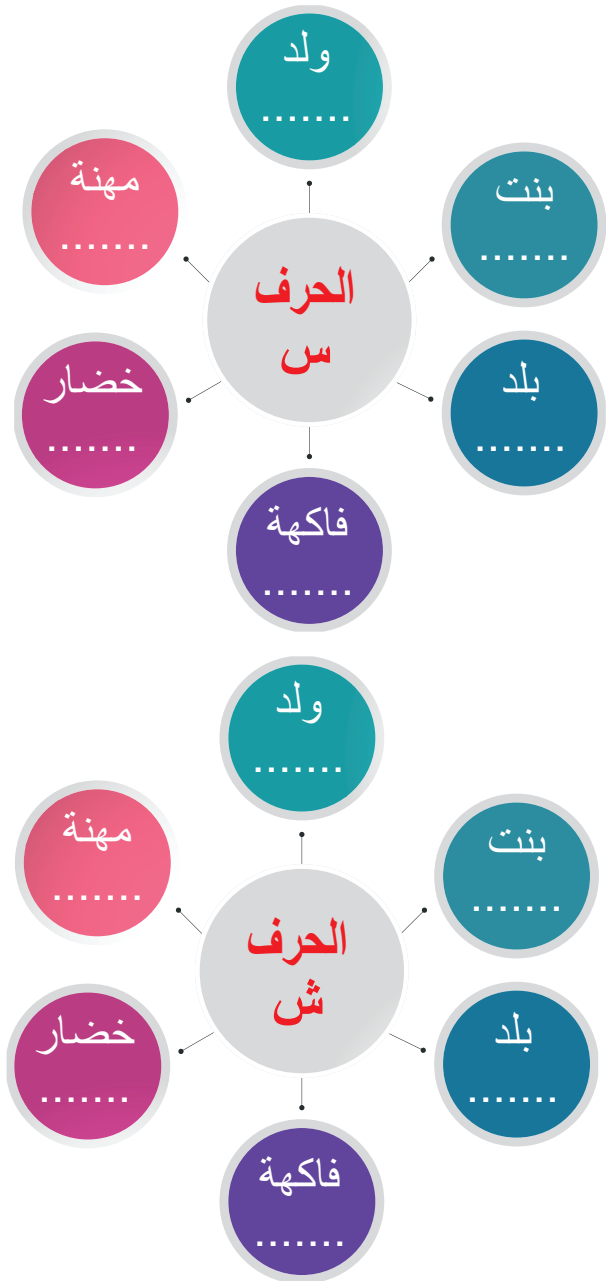 ولد
.......
بنت
.......
مهنة
.......
الحرف
س
بلد
.......
خضار
.......
فاكهة
.......
ولد
.......
بنت
.......
مهنة
.......
الحرف
ش
بلد
.......
خضار
.......
فاكهة
.......